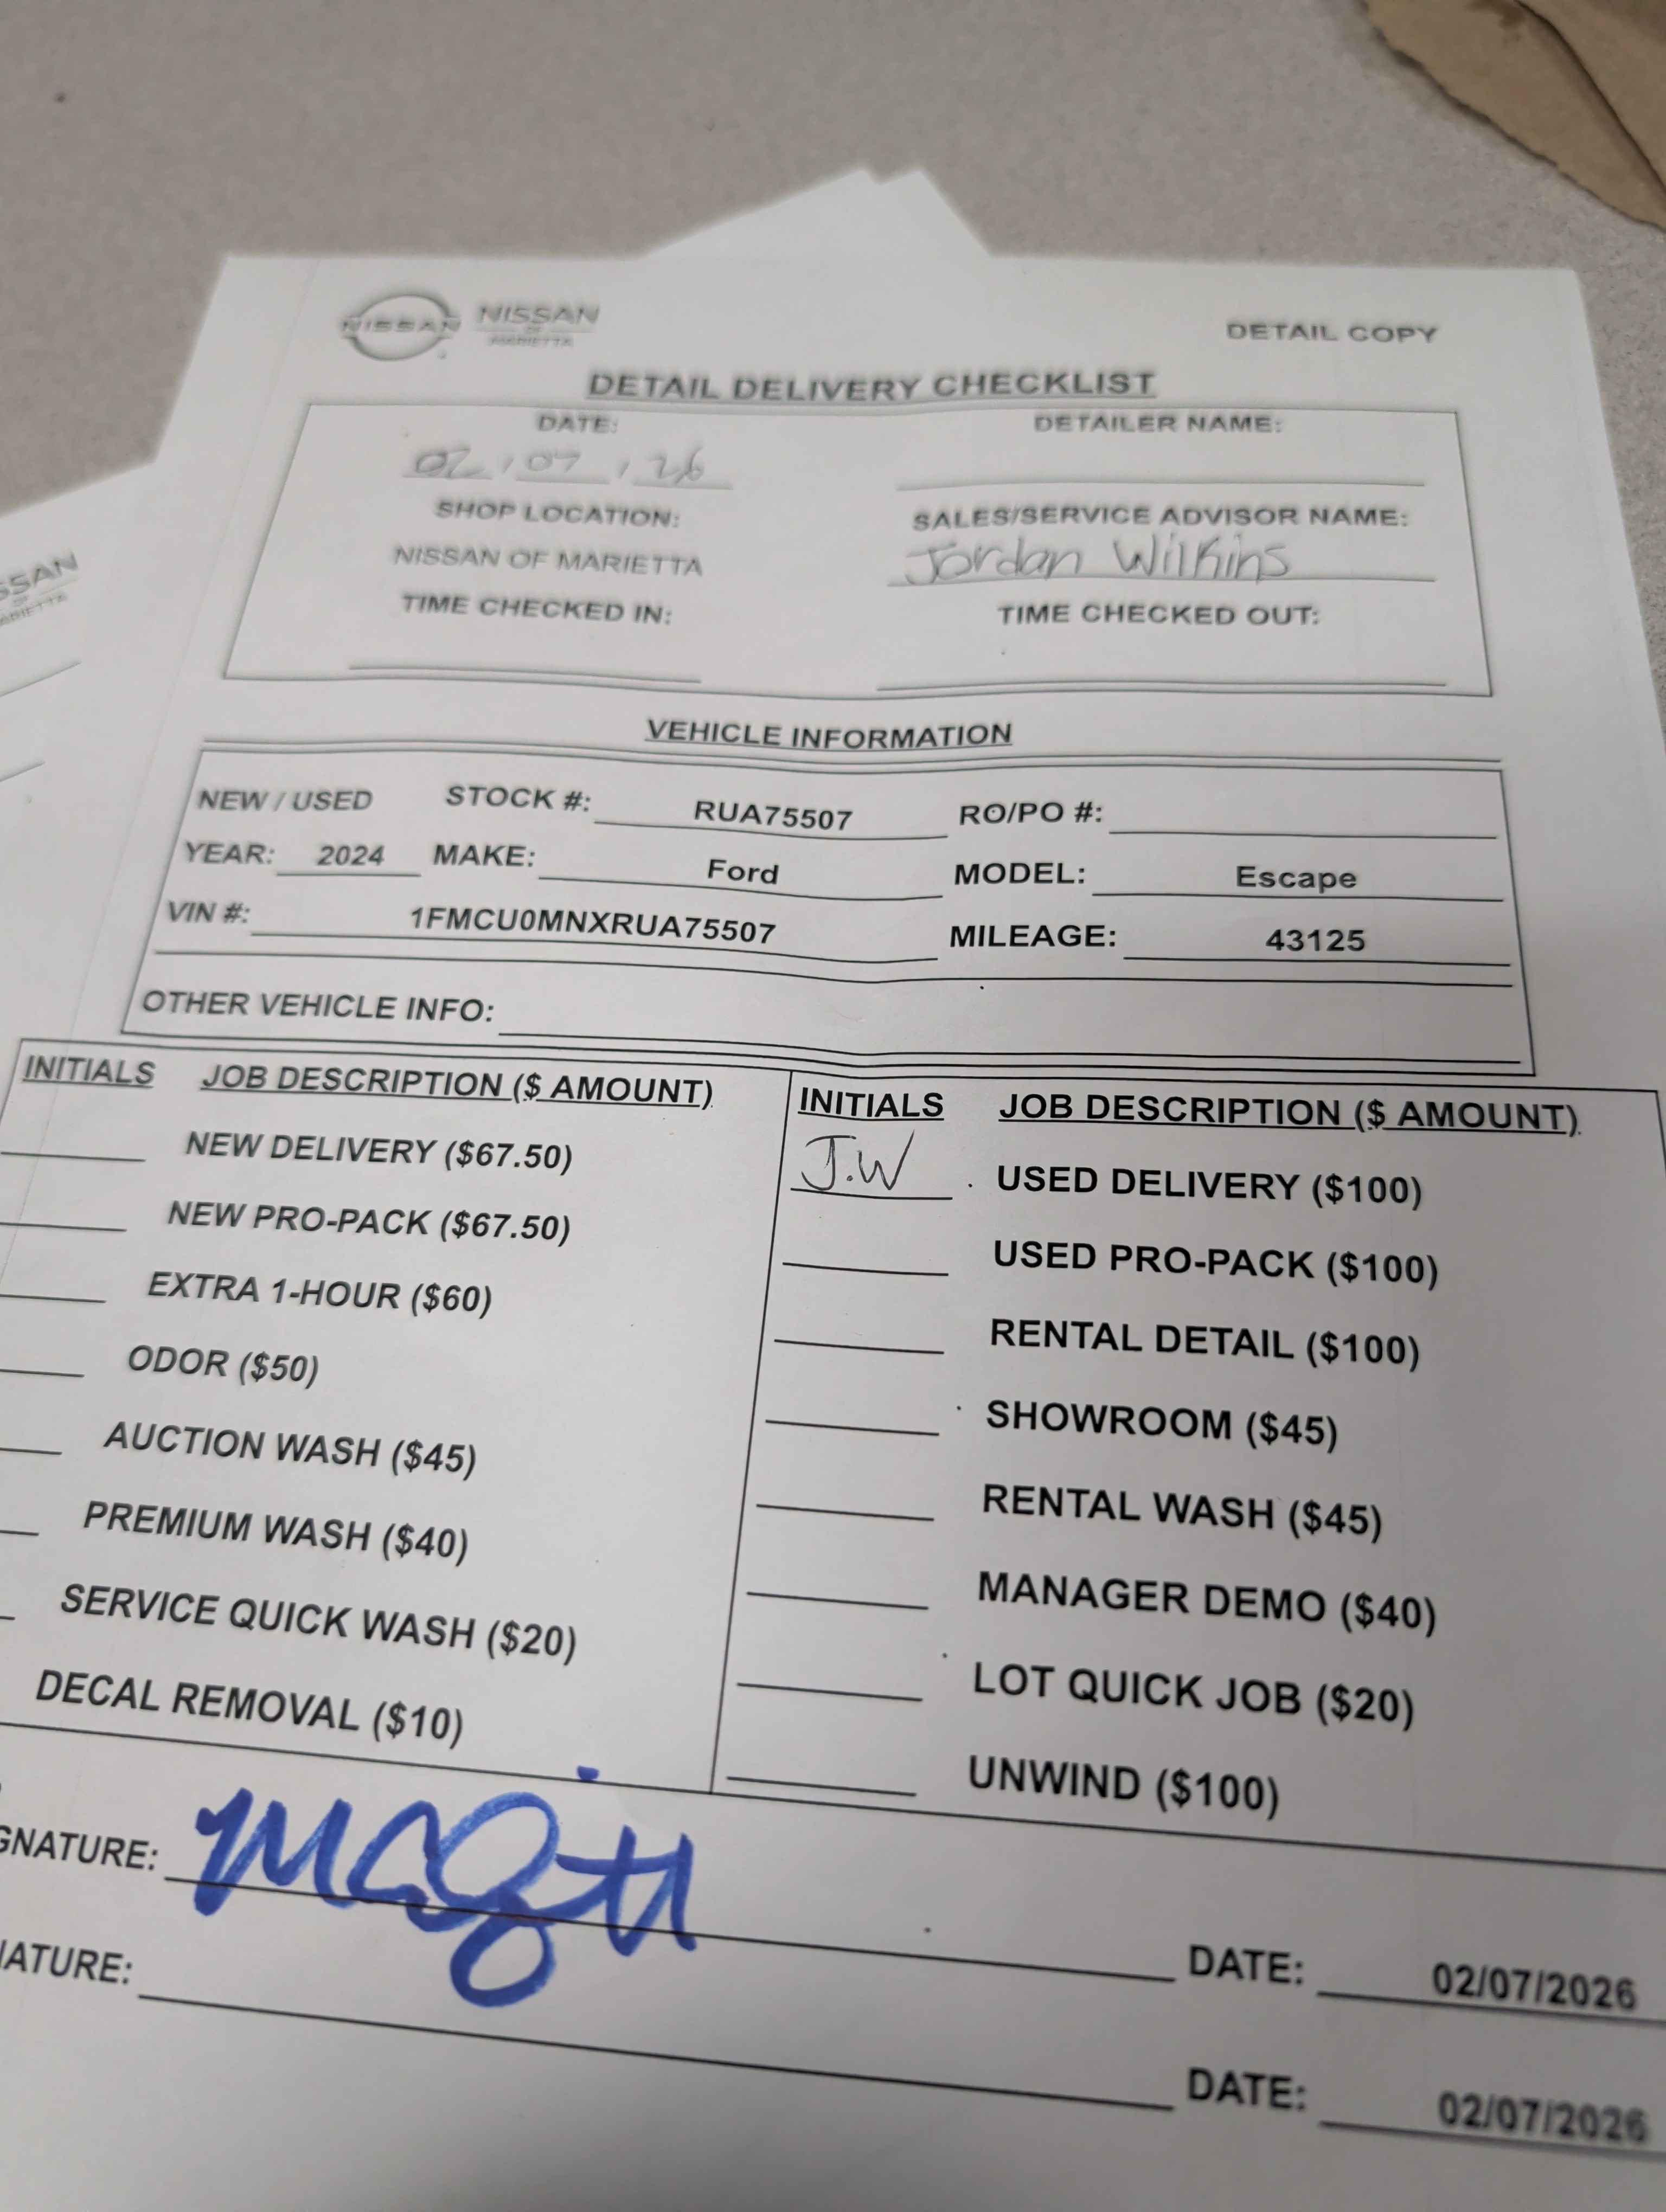 NISSAN
NISSAN
OF
MARIETTA
DETAIL COPY
DETAIL DELIVERY CHECKLIST
DATE:
DETAILER NAME:
02, 07, 26
SHOP LOCATION:
SALES/SERVICE ADVISOR NAME:
NISSAN OF MARIETTA
Jordan Wilkins
TIME CHECKED IN:
TIME CHECKED OUT:
SSAN
OF
ARIETTA
VEHICLE INFORMATION
NEW / USED STOCK #: RUA75507 RO/PO #:
YEAR: 2024 MAKE: Ford MODEL: Escape
VIN #: 1FMCU0MNXRUA75507 MILEAGE: 43125
OTHER VEHICLE INFO:
INITIALS JOB DESCRIPTION ($ AMOUNT)
NEW DELIVERY ($67.50)
NEW PRO-PACK ($67.50)
EXTRA 1-HOUR ($60)
ODOR ($50)
AUCTION WASH ($45)
PREMIUM WASH ($40)
SERVICE QUICK WASH ($20)
DECAL REMOVAL ($10)
INITIALS JOB DESCRIPTION ($ AMOUNT)
J.W USED DELIVERY ($100)
USED PRO-PACK ($100)
RENTAL DETAIL ($100)
SHOWROOM ($45)
RENTAL WASH ($45)
MANAGER DEMO ($40)
LOT QUICK JOB ($20)
UNWIND ($100)
GNATURE: DATE: 02/07/2026
NATURE: DATE: 02/07/2026